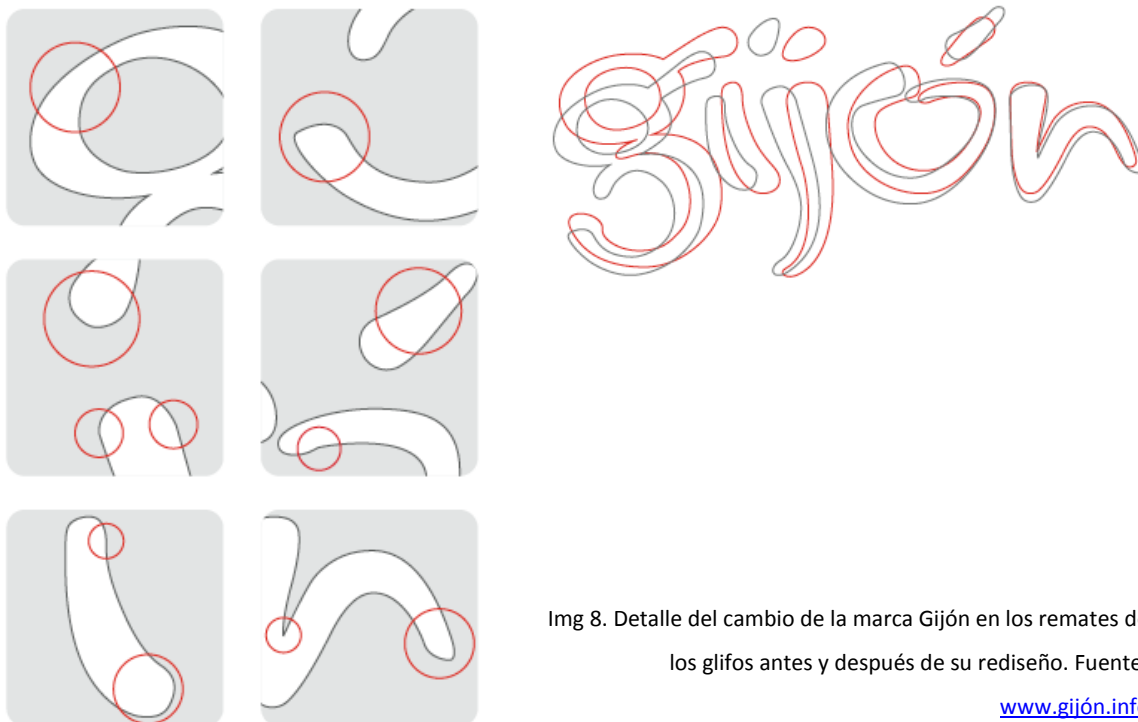 gijón
Img 8. Detalle del cambio de la marca Gijón en los remates d
los glifos antes y después de su rediseño. Fuente
www.gijón.info